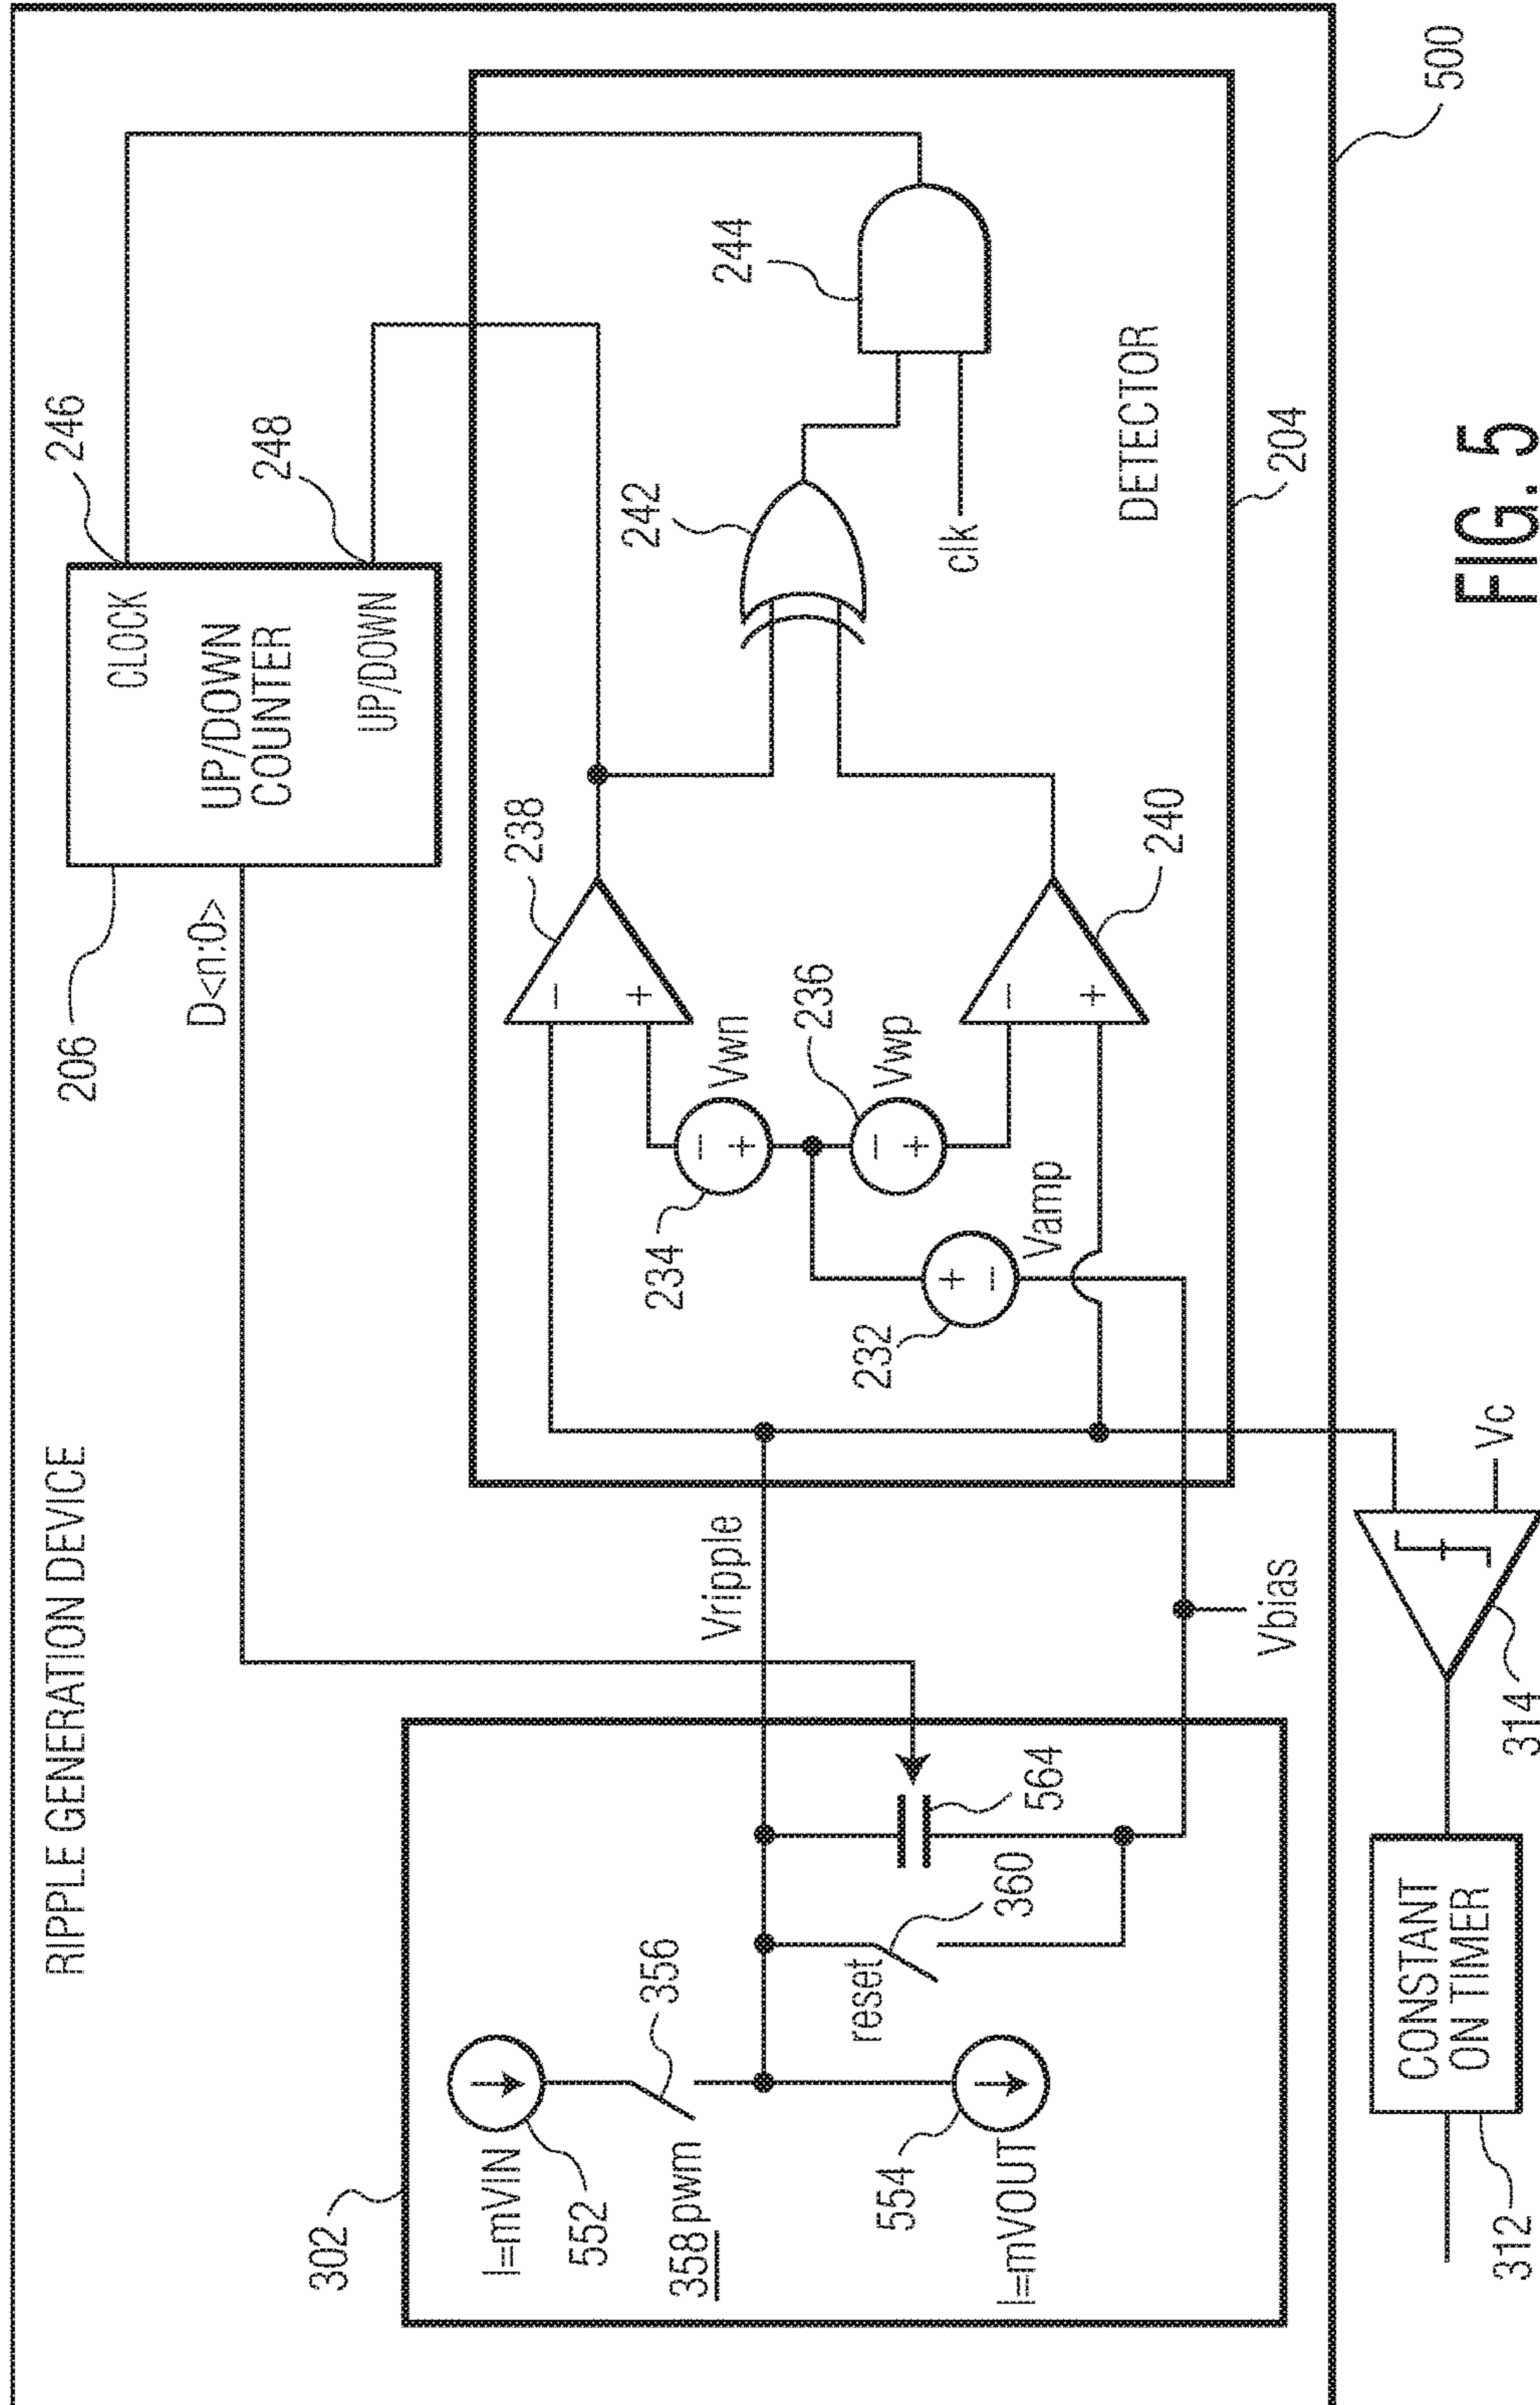 RIPPLE GENERATION DEVICE
206
D<n:0>
UP/DOWN
COUNTER
CLOCK
UP/DOWN
246
248
302
I=mVIN
552
358 pwm
356
554
I=mVOUT
reset
360
564
Vripple
Vbias
238
-
+
234
-
+
Vwn
236
-
+
Vwp
232
+
-
Vamp
240
-
+
242
244
clk
DETECTOR
204
500
312
CONSTANT
ON TIMER
314
Vc
FIG. 5